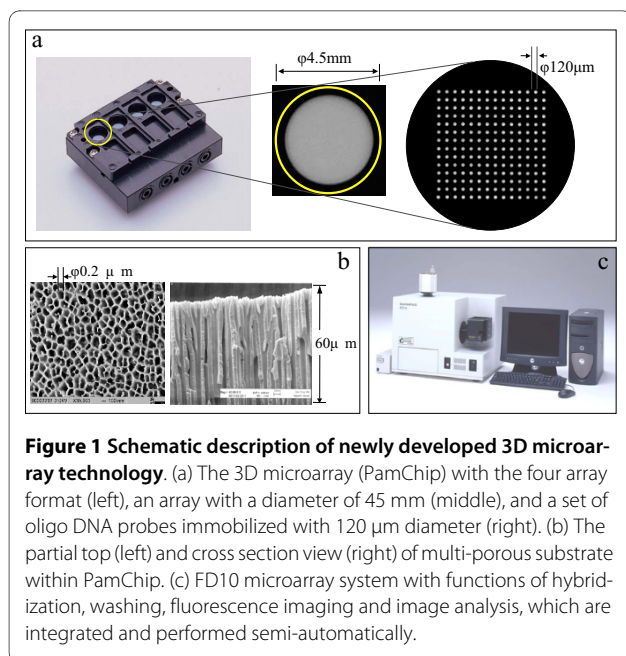 a
φ4.5mm
φ120μm
b
φ0.2 μ m
60μ m
c
Figure 1 Schematic description of newly developed 3D microar-
ray technology. (a) The 3D microarray (PamChip) with the four array
format (left), an array with a diameter of 45 mm (middle), and a set of
oligo DNA probes immobilized with 120 μm diameter (right). (b) The
partial top (left) and cross section view (right) of multi-porous substrate
within PamChip. (c) FD10 microarray system with functions of hybrid-
ization, washing, fluorescence imaging and image analysis, which are
integrated and performed semi-automatically.